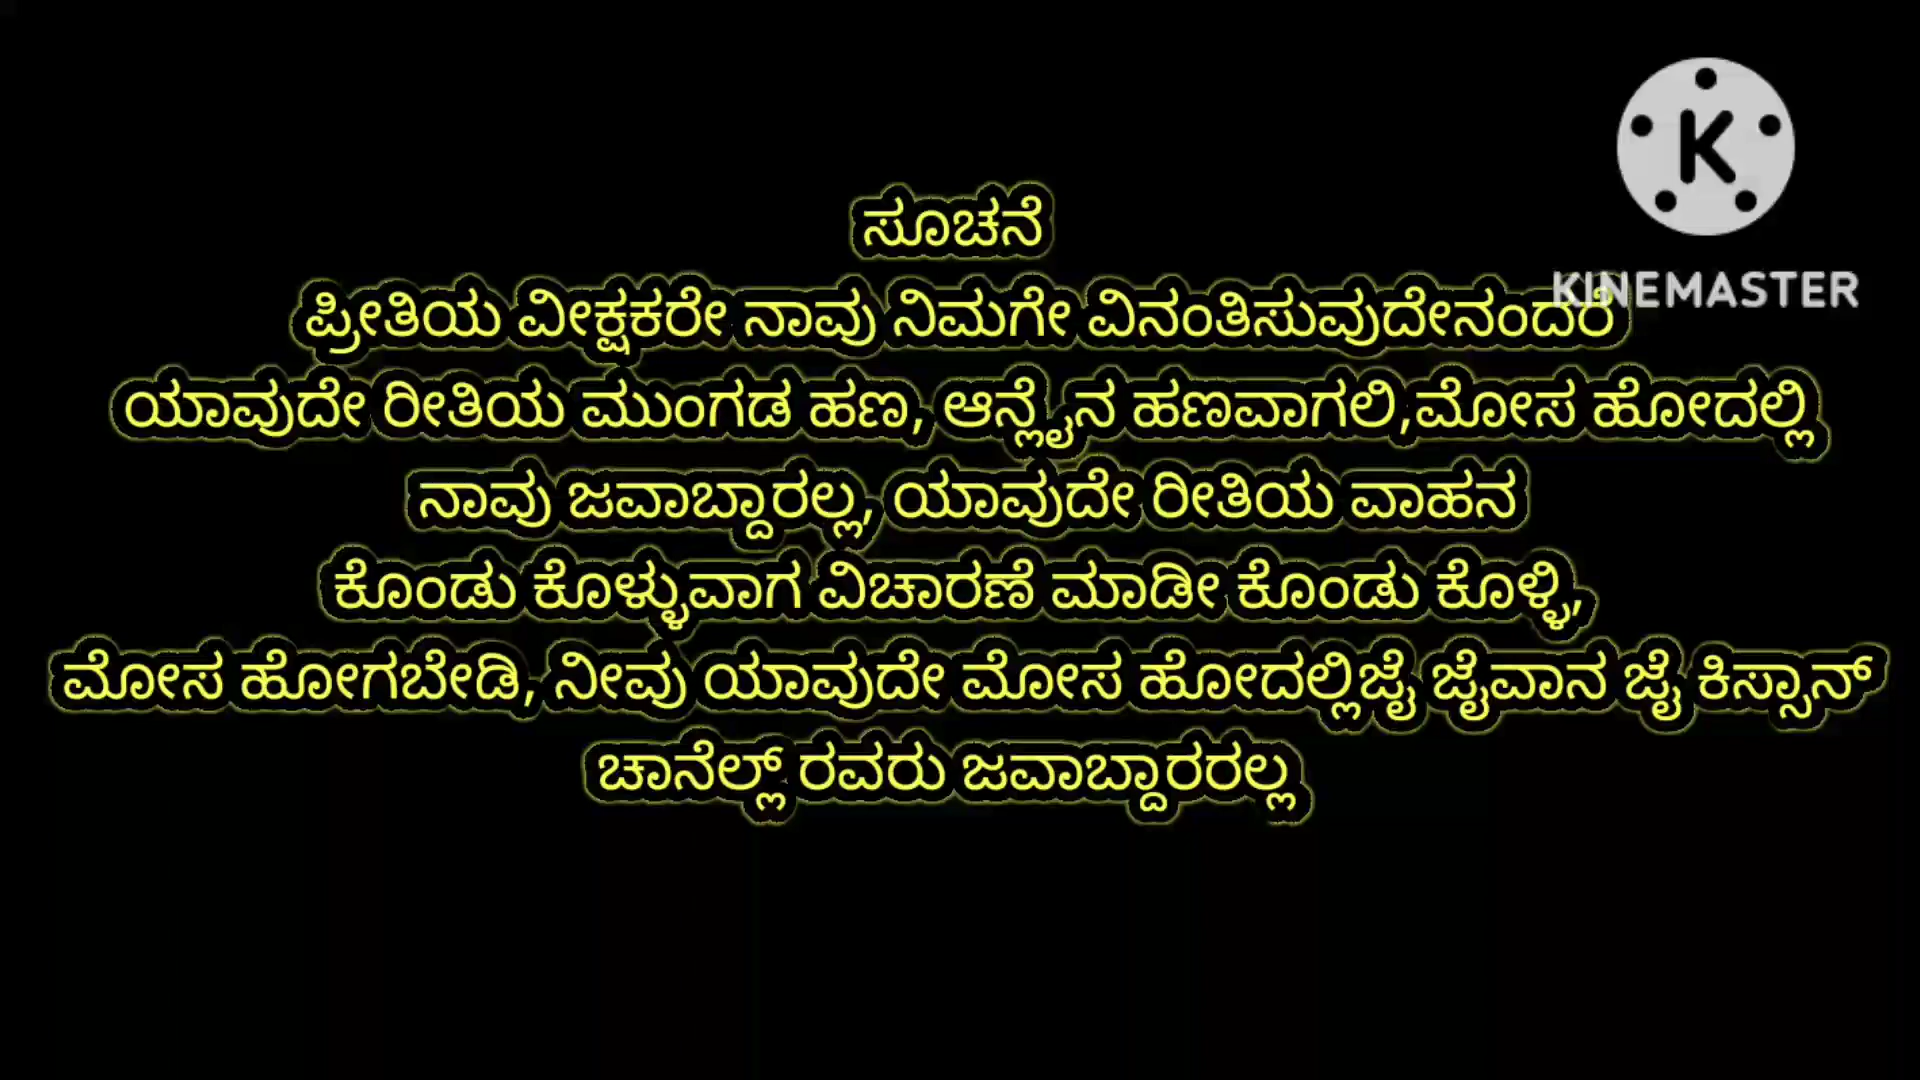 ಸೂಚನೆ
ಪ್ರೀತಿಯ ವೀಕ್ಷಕರೇ ನಾವು ನಿಮಗೇ ವಿನಂತಿಸುವುದೇನಂದರೆ
ಯಾವುದೇ ರೀತಿಯ ಮುಂಗಡ ಹಣ, ಆನ್ಲೈನ ಹಣವಾಗಲಿ,ಮೋಸ ಹೋದಲ್ಲಿ
ನಾವು ಜವಾಬ್ದಾರಲ್ಲ, ಯಾವುದೇ ರೀತಿಯ ವಾಹನ
ಕೊಂಡು ಕೊಳ್ಳುವಾಗ ವಿಚಾರಣೆ ಮಾಡೀ ಕೊಂಡು ಕೊಳ್ಳಿ,
ಮೋಸ ಹೋಗಬೇಡಿ, ನೀವು ಯಾವುದೇ ಮೋಸ ಹೋದಲ್ಲಿಜೈ ಜೈವಾನ ಜೈ ಕಿಸ್ಸಾನ್
ಚಾನೆಲ್ಲ್ ರವರು ಜವಾಬ್ದಾರರಲ್ಲ
K
KINEMASTER